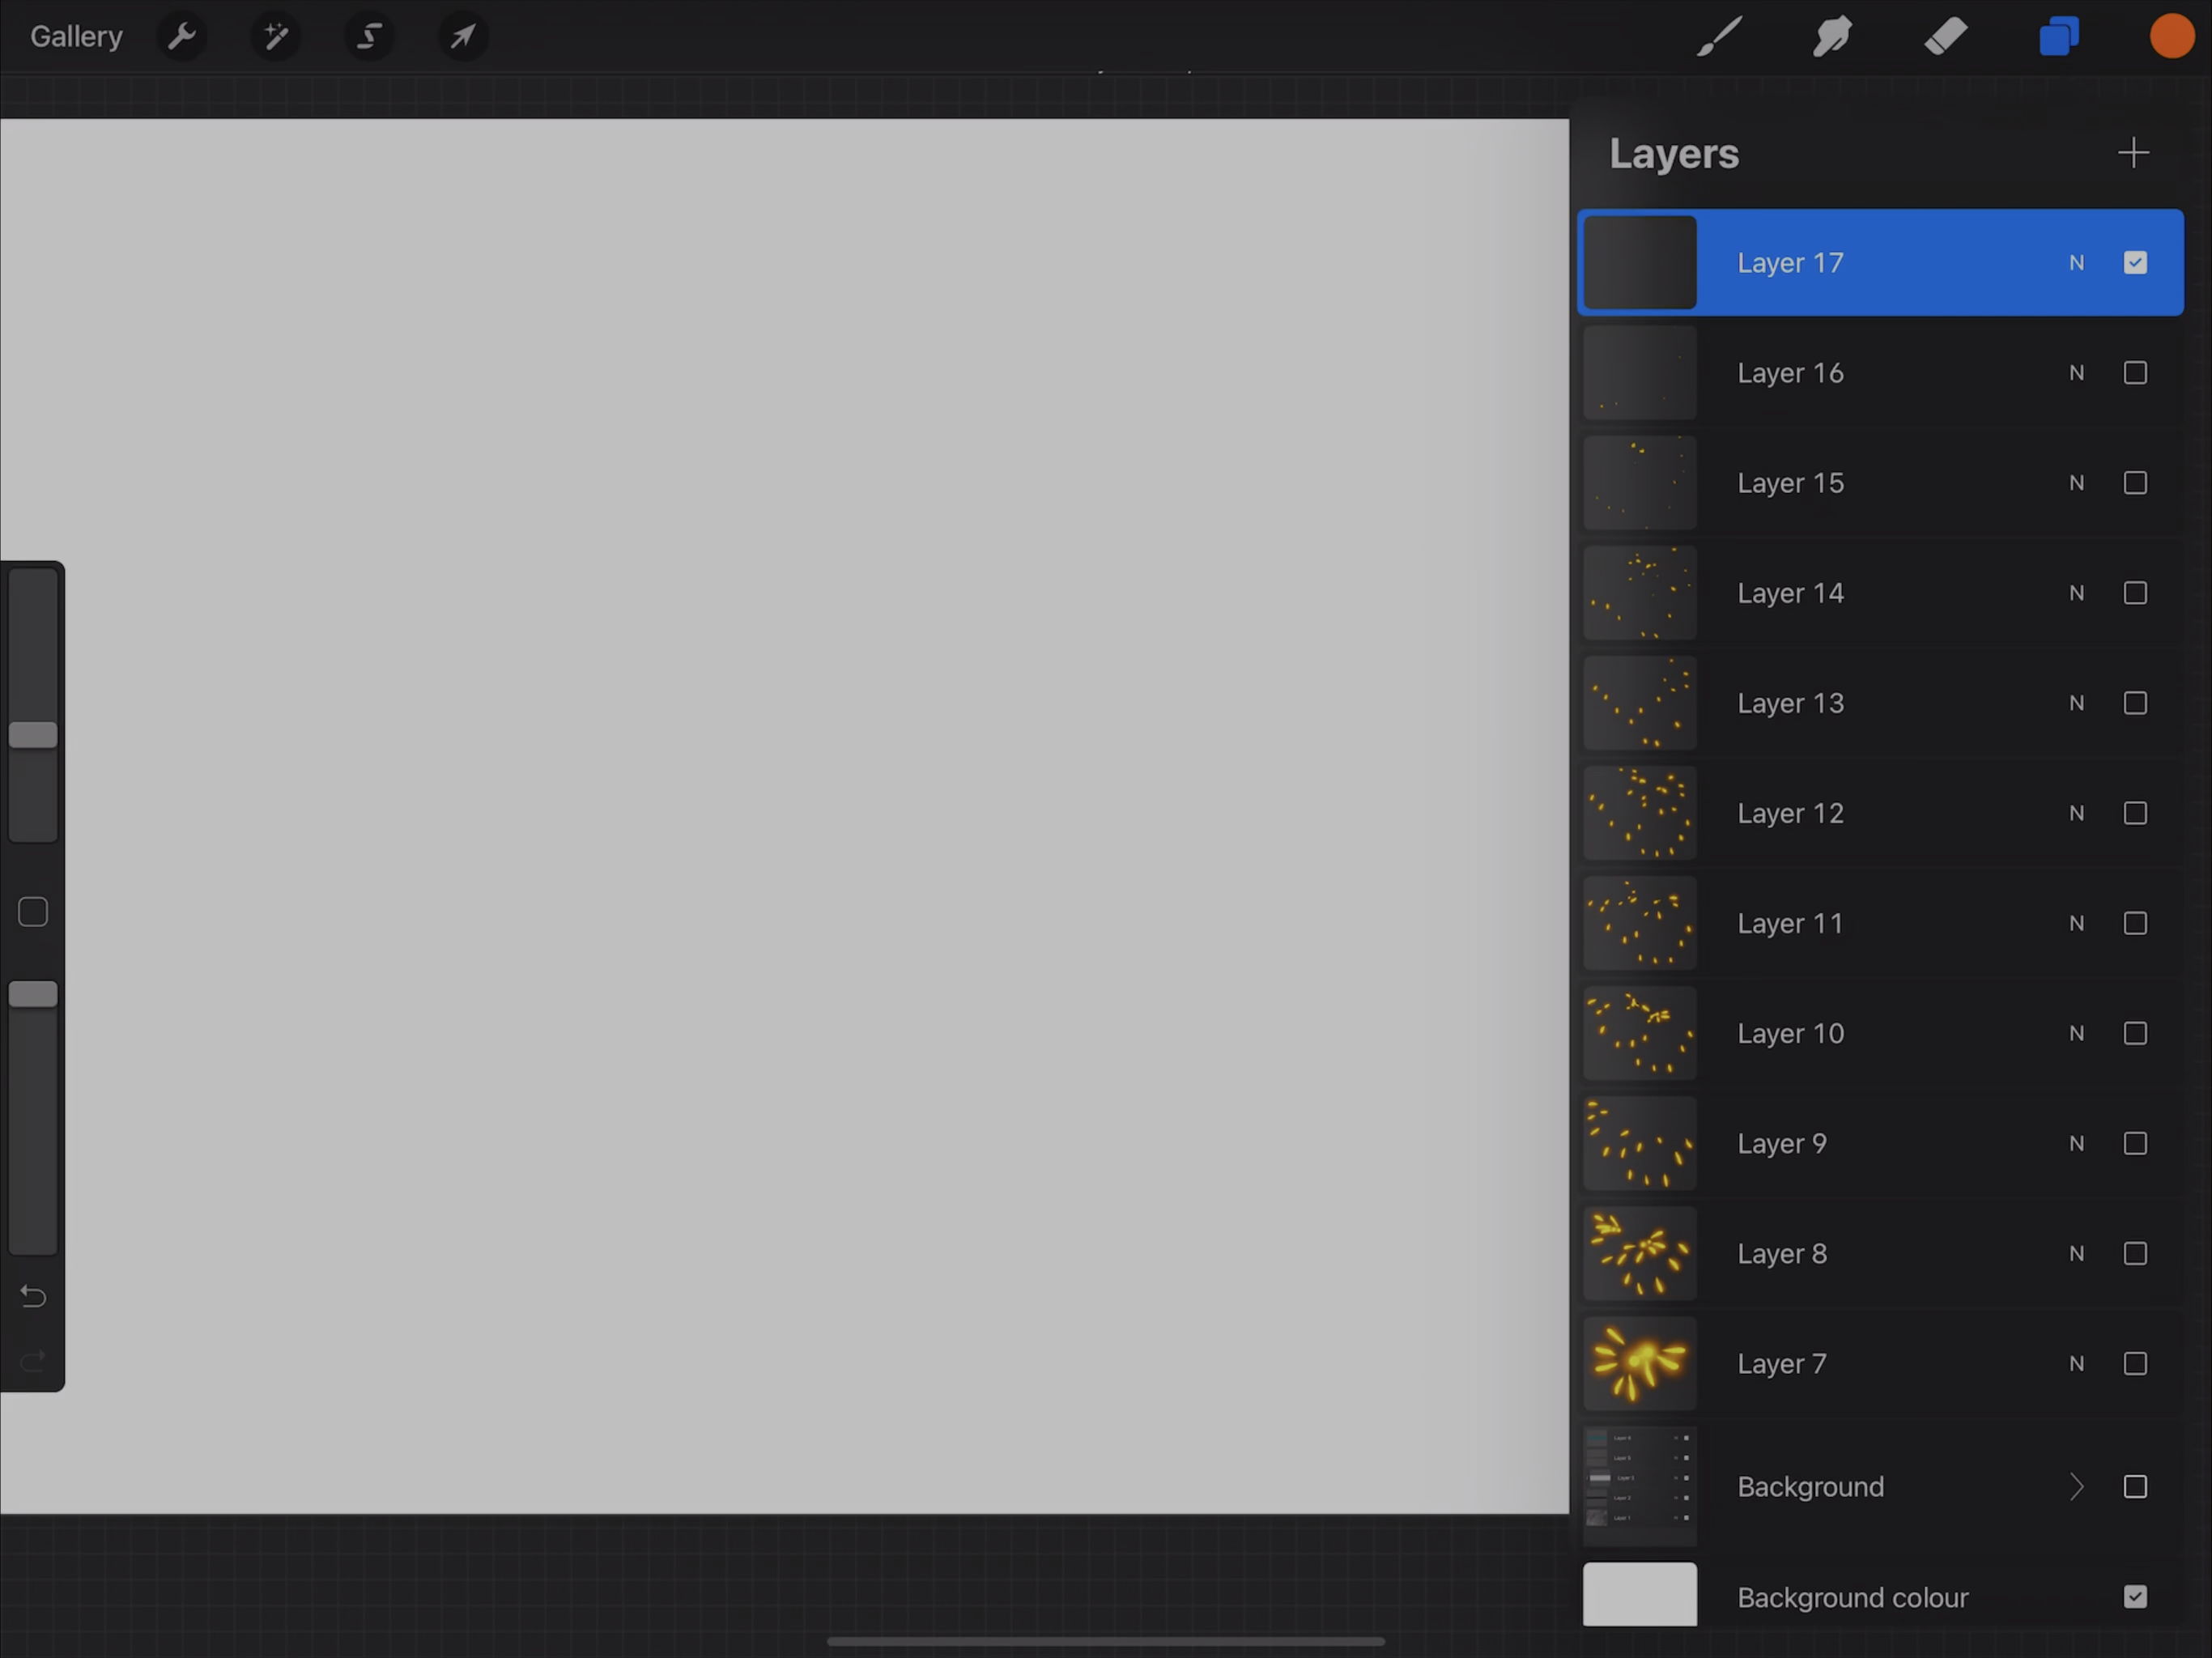 Gallery
Layers
Layer 17 N
Layer 16 N
Layer 15 N
Layer 14 N
Layer 13 N
Layer 12 N
Layer 11 N
Layer 10 N
Layer 9 N
Layer 8 N
Layer 7 N
Background
Background colour